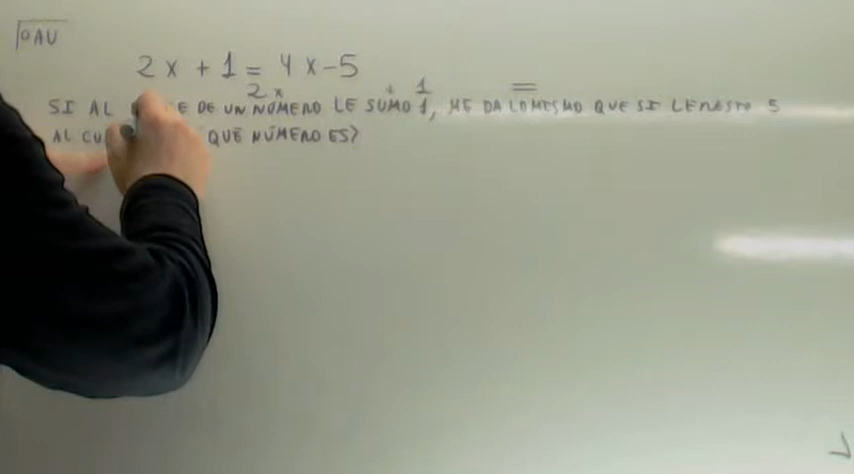 OAU
2x + 1 = 4x - 5
2x + 1 =
SI AL DE UN NÚMERO LE SUMO 1, ME DA LO MISMO QUE SI LE RESTO 5
AL QUÉ NÚMERO ES?